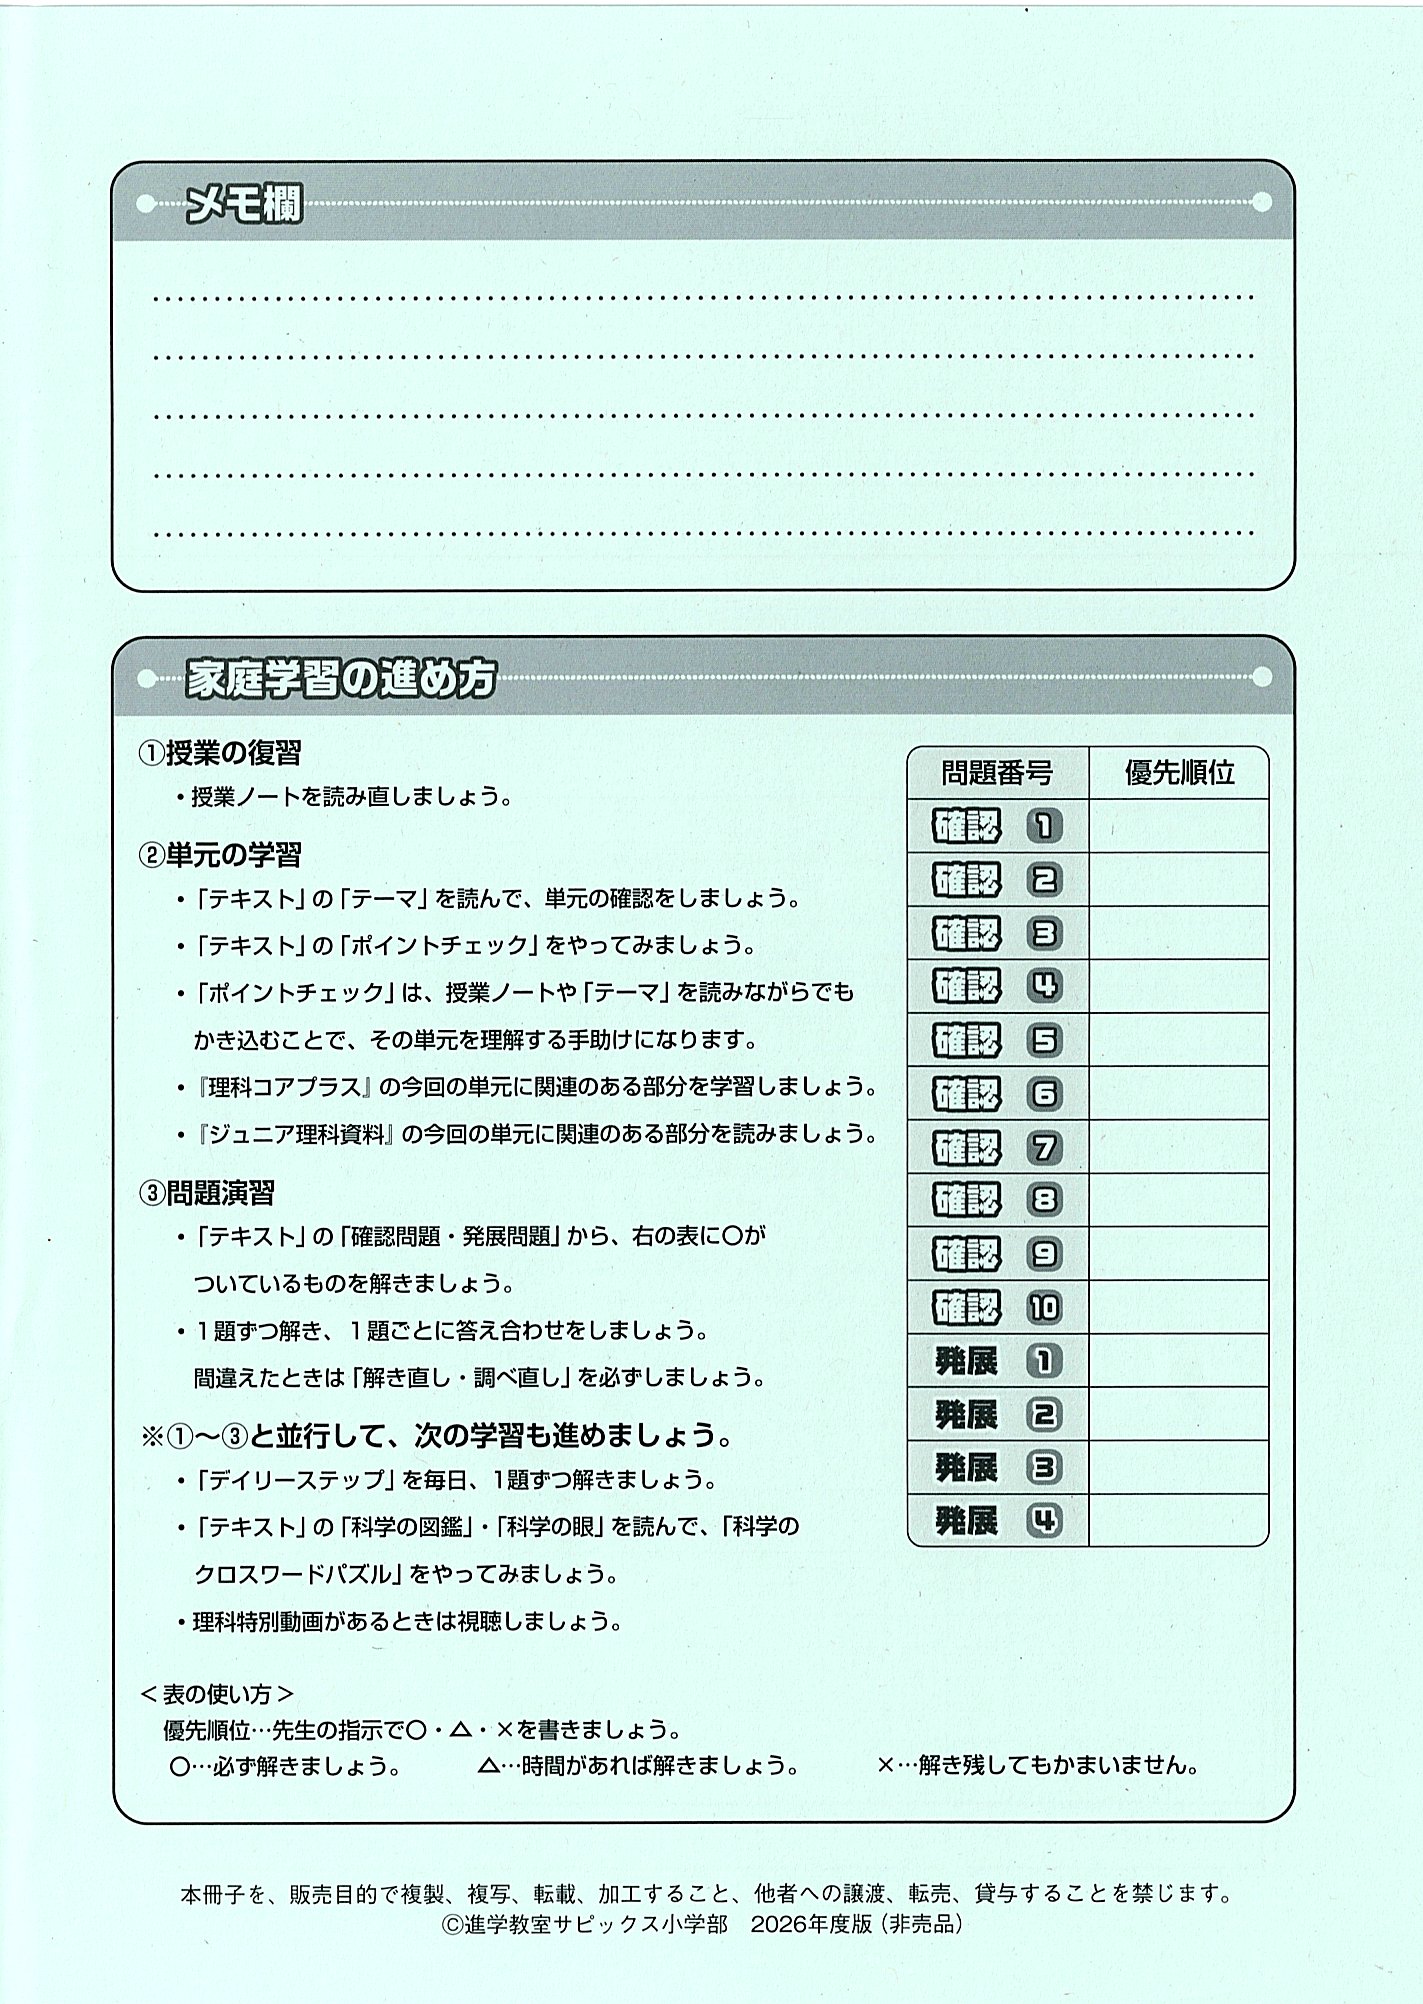 メモ欄
家庭学習の進め方
①授業の復習
・授業ノートを読み直しましょう。
②単元の学習
・「テキスト」の「テーマ」を読んで、単元の確認をしましょう。
・「テキスト」の「ポイントチェック」をやってみましょう。
・「ポイントチェック」は、授業ノートや「テーマ」を読みながらでも
かき込むことで、その単元を理解する手助けになります。
・『理科コアプラス』の今回の単元に関連のある部分を学習しましょう。
・『ジュニア理科資料』の今回の単元に関連のある部分を読みましょう。
③問題演習
・「テキスト」の「確認問題・発展問題」から、右の表に〇が
ついているものを解きましょう。
・1題ずつ解き、1題ごとに答え合わせをしましょう。
間違えたときは「解き直し・調べ直し」を必ずしましょう。
※①〜③と並行して、次の学習も進めましょう。
・「デイリーステップ」を毎日、1題ずつ解きましょう。
・「テキスト」の「科学の図鑑」・「科学の眼」を読んで、「科学の
クロスワードパズル」をやってみましょう。
・理科特別動画があるときは視聴しましょう。
問題番号 優先順位
確認 1
確認 2
確認 3
確認 4
確認 5
確認 6
確認 7
確認 8
確認 9
確認 10
発展 1
発展 2
発展 3
発展 4
＜表の使い方＞
優先順位…先生の指示で〇・△・×を書きましょう。
〇…必ず解きましょう。 △…時間があれば解きましょう。 ×…解き残してもかまいません。
本冊子を、販売目的で複製、複写、転載、加工すること、他者への譲渡、転売、貸与することを禁じます。
©進学教室サピックス小学部 2026年度版（非売品）